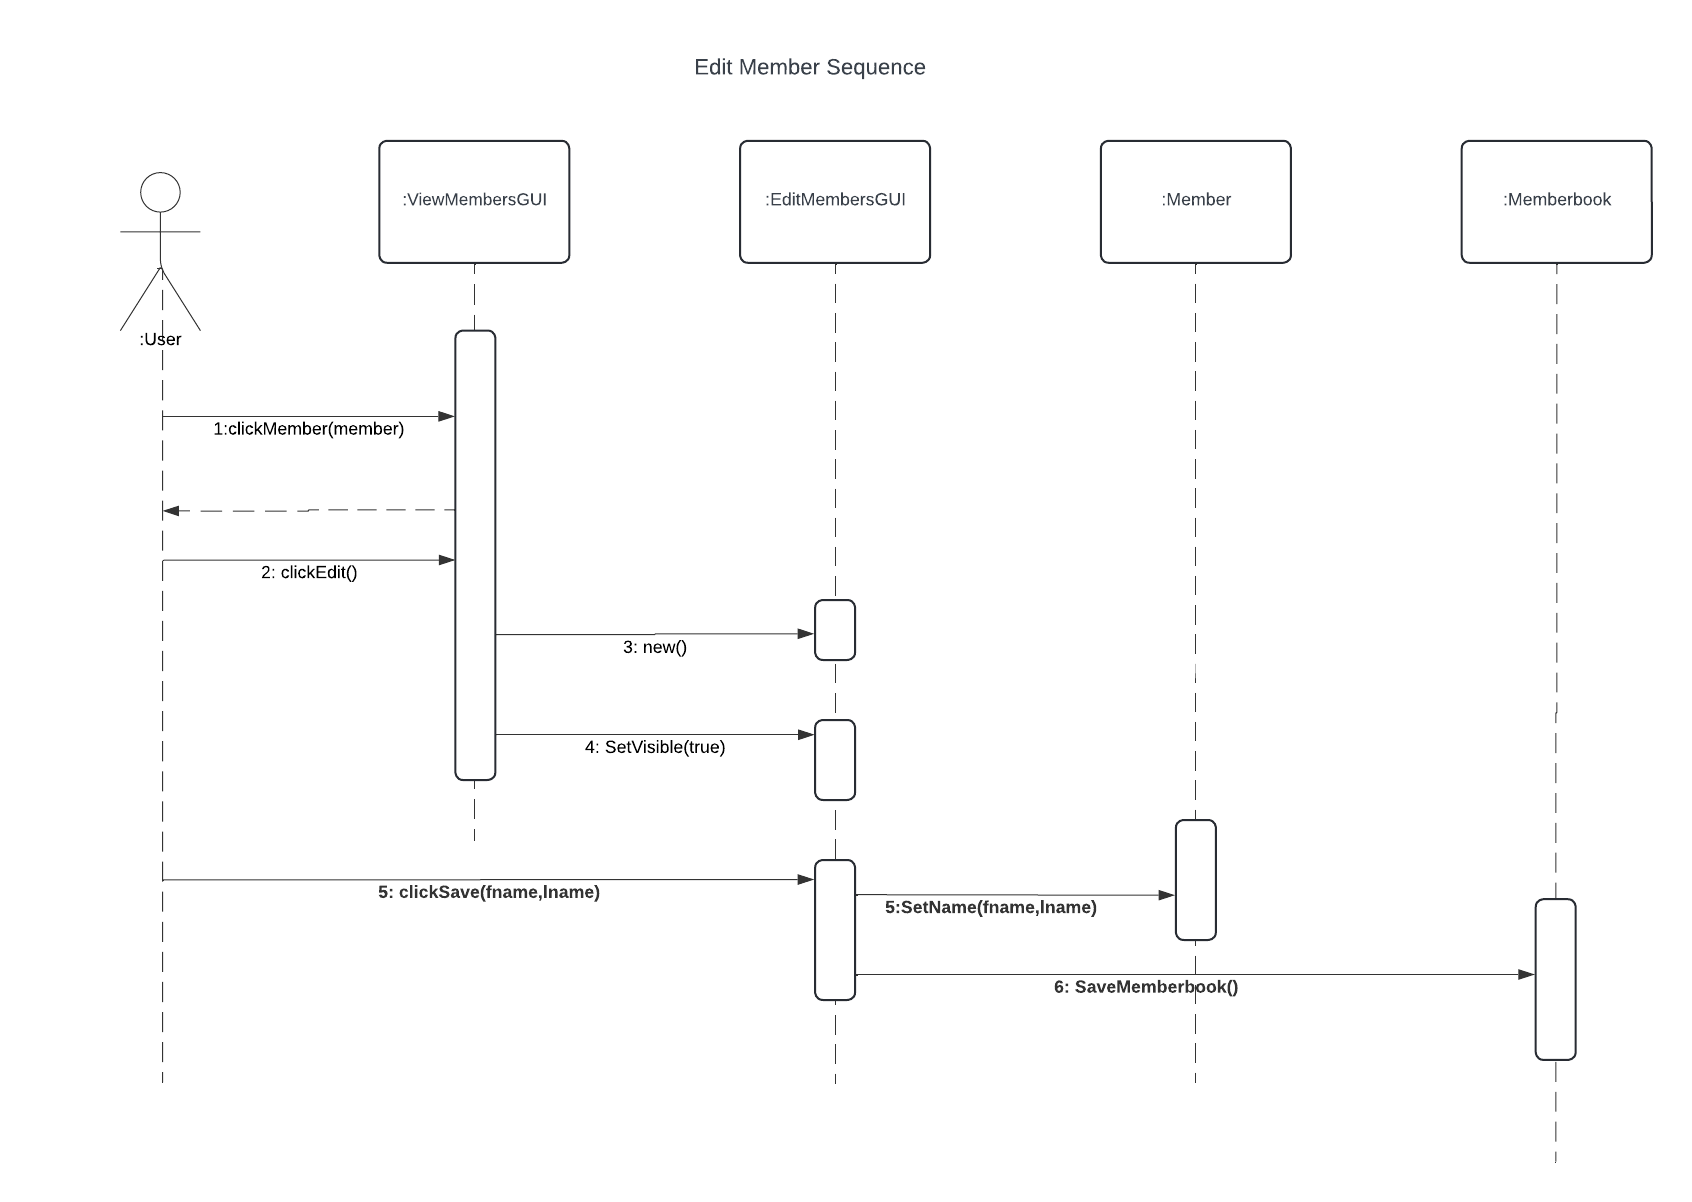 Edit Member Sequence
:ViewMembersGUI
:EditMembersGUI
:Member
:Memberbook
:User
1:clickMember(member)
2: clickEdit()
3: new()
4: SetVisible(true)
5: clickSave(fname,lname)
5:SetName(fname,lname)
6: SaveMemberbook()